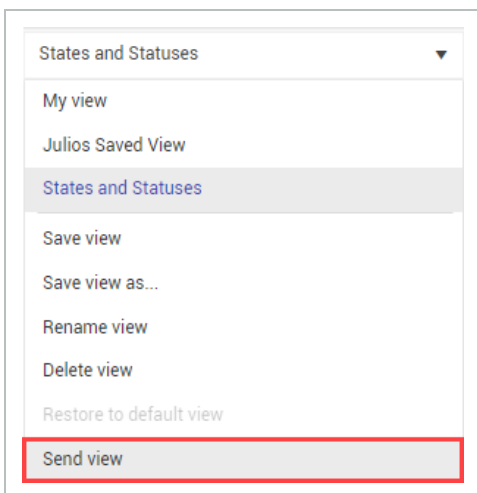 States and Statuses
My view
Julios Saved View
States and Statuses
Save view
Save view as...
Rename view
Delete view
Restore to default view
Send view